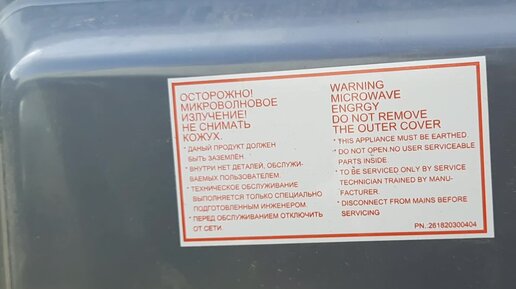 ОСТОРОЖНО!
МИКРОВОЛНОВОЕ
ИЗЛУЧЕНИЕ!
НЕ СНИМАТЬ
КОЖУХ.
* ДАНЫЙ ПРОДУКТ ДОЛЖЕН
БЫТЬ ЗАЗЕМЛЁН.
* ВНУТРИ НЕТ ДЕТАЛЕЙ, ОБСЛУЖИ-
ВАЕМЫХ ПОЛЬЗОВАТЕЛЕМ.
* ТЕХНИЧЕСКОЕ ОБСЛУЖИВАНИЕ
ВЫПОЛНЯЕТСЯ ТОЛЬКО СПЕЦИАЛЬНО
ПОДГОТОВЛЕННЫМ ИНЖЕНЕРОМ.
* ПЕРЕД ОБСЛУЖИВАНИЕМ ОТКЛЮЧИТЬ
ОТ СЕТИ.
WARNING
MICROWAVE
ENGRGY
DO NOT REMOVE
THE OUTER COVER
* THIS APPLIANCE MUST BE EARTHED
* DO NOT OPEN.NO USER SERVICEABLE
PARTS INSIDE
* TO BE SERVICED ONLY BY SERVICE
TECHNICIAN TRAINED BY MANU-
FACTURER.
* DISCONNECT FROM MAINS BEFORE
SERVICING
PN.:261820300404